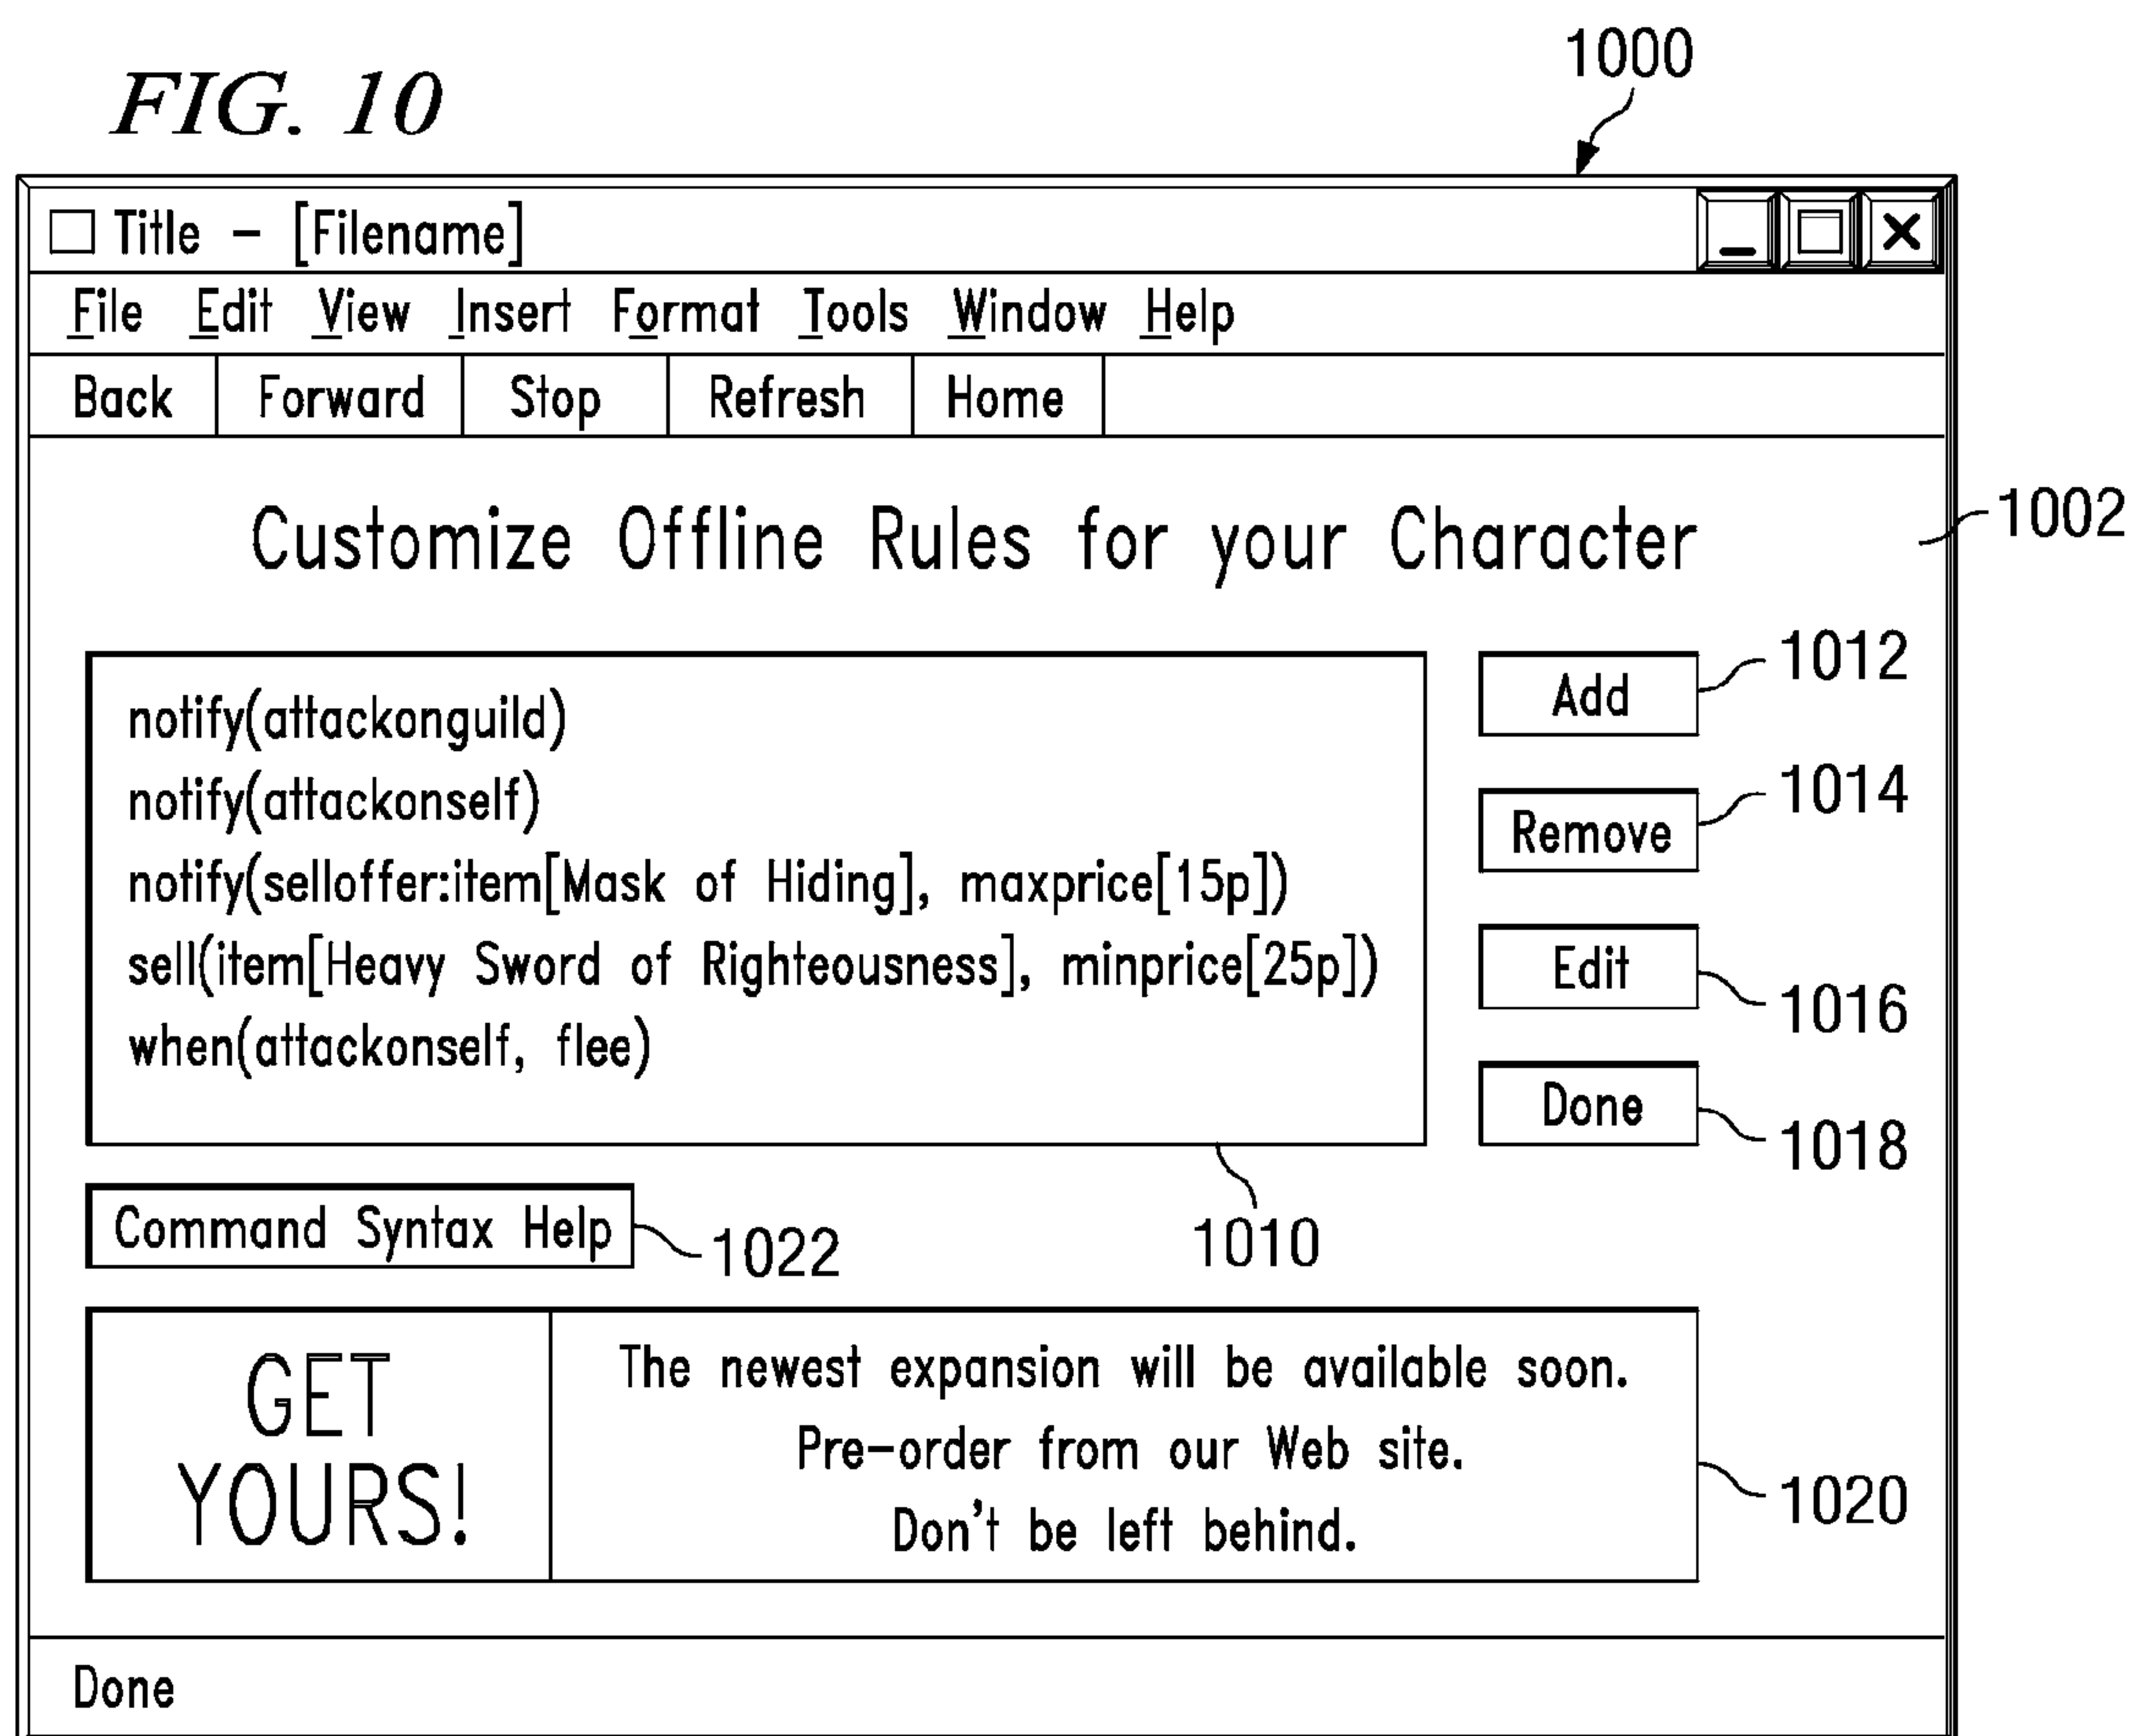 FIG. 10
1000
Title - [Filename]
File Edit View Insert Format Tools Window Help
Back Forward Stop Refresh Home
Customize Offline Rules for your Character
1002
notify(attackonguild)
notify(attackonself)
notify(selloffer:item[Mask of Hiding], maxprice[15p])
sell(item[Heavy Sword of Righteousness], minprice[25p])
when(attackonself, flee)
Add
1012
Remove
1014
Edit
1016
Done
1018
1010
Command Syntax Help
1022
GET
YOURS!
The newest expansion will be available soon.
Pre-order from our Web site.
Don't be left behind.
1020
Done